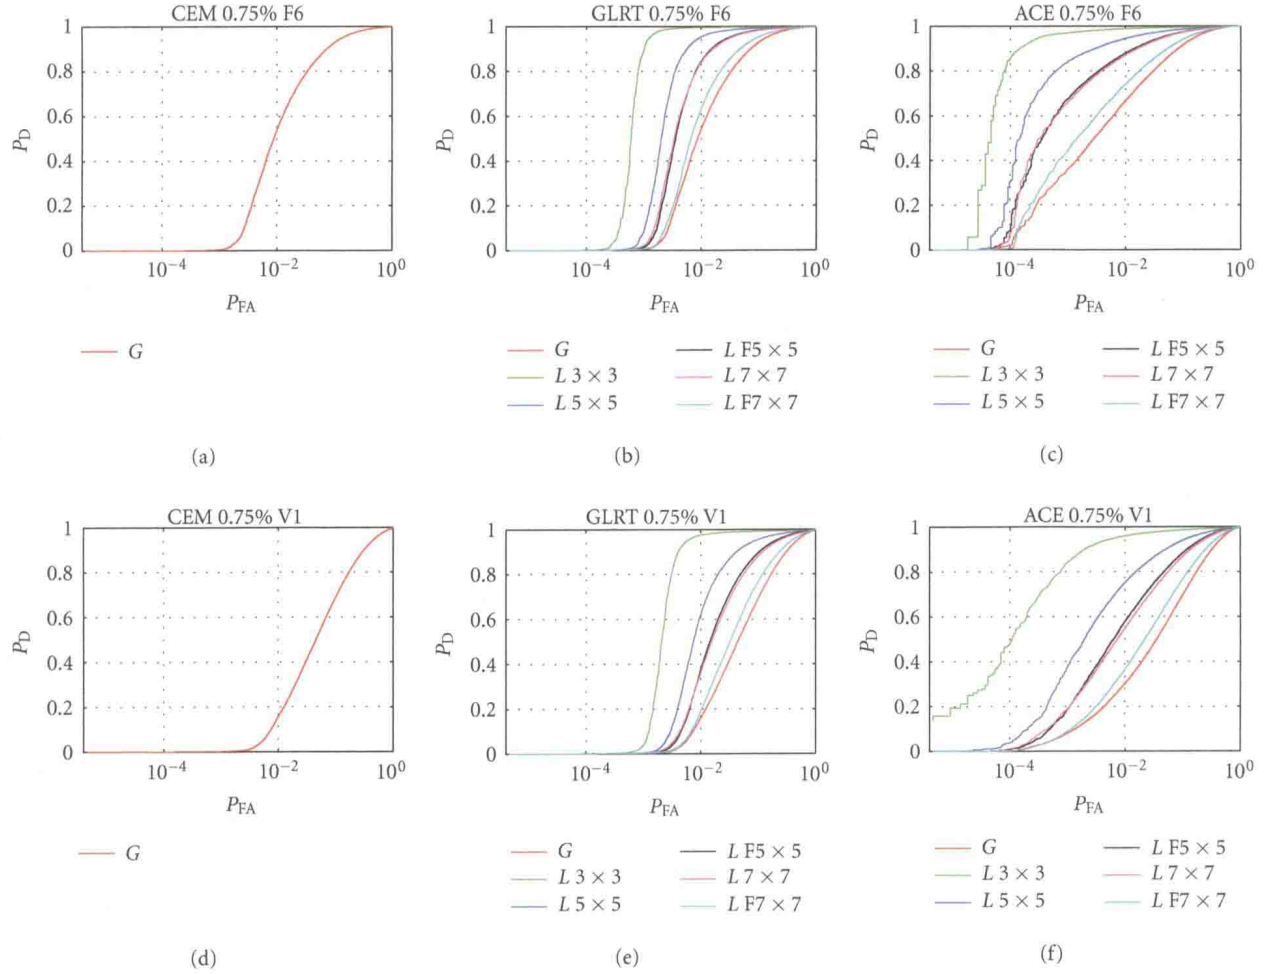 CEM 0.75% F6
1
0.8
0.6
0.4
0.2
0
P_D
10^−4
10^−2
10^0
P_FA
G
(a)
GLRT 0.75% F6
1
0.8
0.6
0.4
0.2
0
P_D
10^−4
10^−2
10^0
P_FA
G
L 3 × 3
L 5 × 5
L F5 × 5
L 7 × 7
L F7 × 7
(b)
ACE 0.75% F6
1
0.8
0.6
0.4
0.2
0
P_D
10^−4
10^−2
10^0
P_FA
G
L 3 × 3
L 5 × 5
L F5 × 5
L 7 × 7
L F7 × 7
(c)
CEM 0.75% V1
1
0.8
0.6
0.4
0.2
0
P_D
10^−4
10^−2
10^0
P_FA
G
(d)
GLRT 0.75% V1
1
0.8
0.6
0.4
0.2
0
P_D
10^−4
10^−2
10^0
P_FA
G
L 3 × 3
L 5 × 5
L F5 × 5
L 7 × 7
L F7 × 7
(e)
ACE 0.75% V1
1
0.8
0.6
0.4
0.2
0
P_D
10^−4
10^−2
10^0
P_FA
G
L 3 × 3
L 5 × 5
L F5 × 5
L 7 × 7
L F7 × 7
(f)